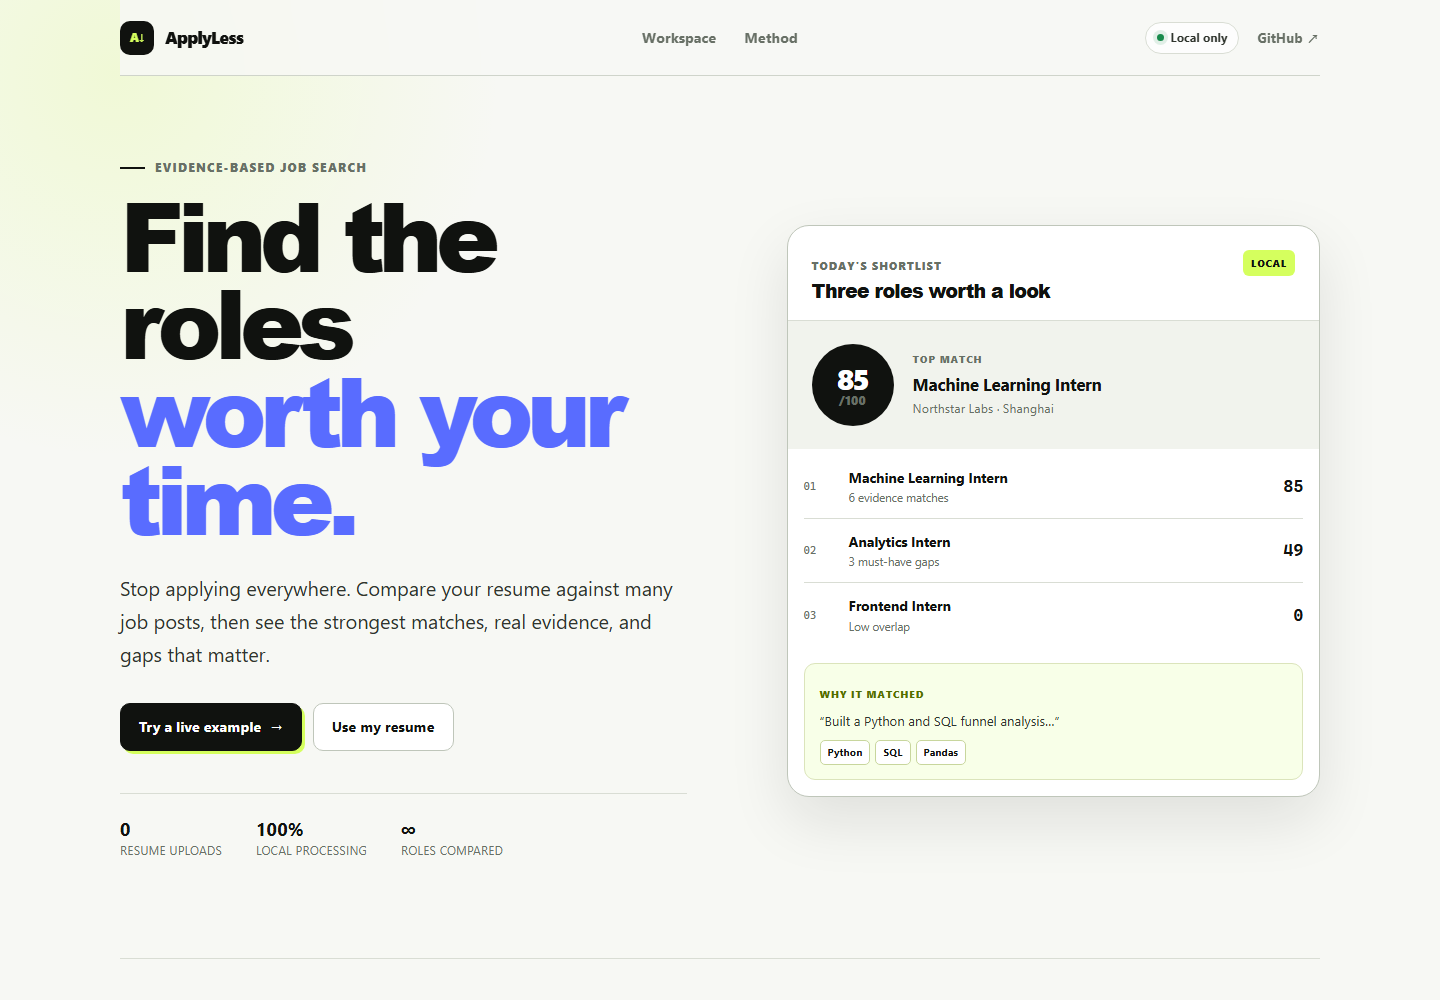 A↓ ApplyLess
Workspace
Method
Local only
GitHub ↗
EVIDENCE-BASED JOB SEARCH
Find the
roles
worth your
time.
Stop applying everywhere. Compare your resume against many
job posts, then see the strongest matches, real evidence, and
gaps that matter.
Try a live example →
Use my resume
0
RESUME UPLOADS
100%
LOCAL PROCESSING
∞
ROLES COMPARED
TODAY'S SHORTLIST
LOCAL
Three roles worth a look
85
/100
TOP MATCH
Machine Learning Intern
Northstar Labs · Shanghai
01
Machine Learning Intern
6 evidence matches
85
02
Analytics Intern
3 must-have gaps
49
03
Frontend Intern
Low overlap
0
WHY IT MATCHED
“Built a Python and SQL funnel analysis…”
Python
SQL
Pandas